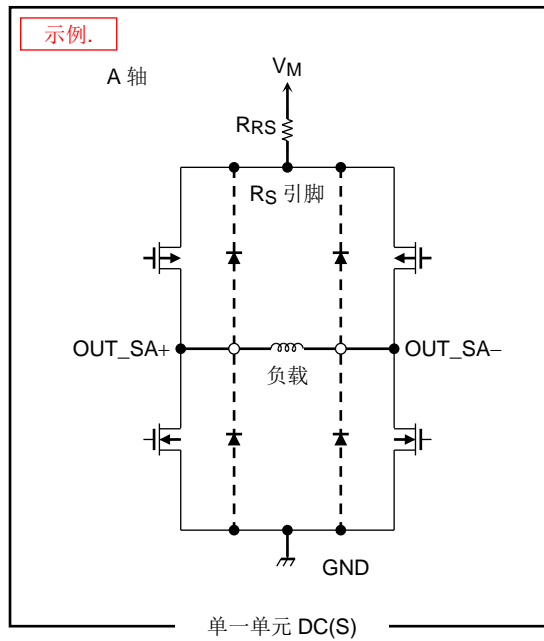 示例.
A 轴
VM
RRS
RS 引脚
OUT_SA+
OUT_SA−
负载
GND
单一单元 DC(S)